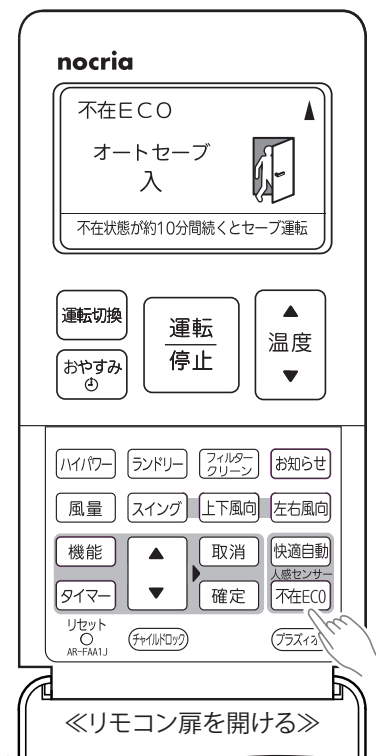 nocria
不在ECO
オートセーブ
入
不在状態が約10分間続くとセーブ運転
運転切換
運転
停止
温度
おやすみ
ハイパワー
ランドリー
フィルター
クリーン
お知らせ
風量
スイング
上下風向
左右風向
機能
取消
快適自動
人感センサー
タイマー
確定
不在ECO
リセット
AR-FAA1J
チャイルドロック
プラズィオ
≪リモコン扉を開ける≫